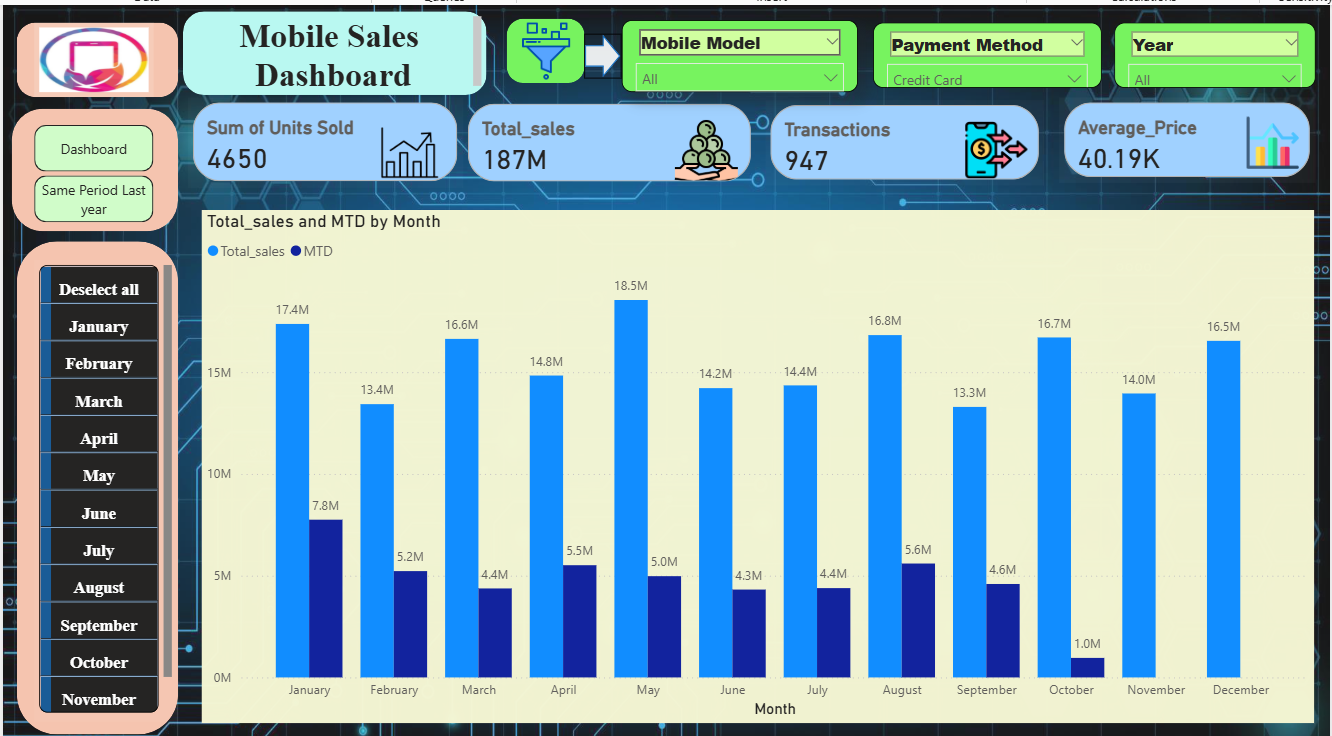 Mobile Sales
Dashboard
Mobile Model
All
Payment Method
Credit Card
Year
All
Dashboard
Same Period Last
year
Sum of Units Sold
4650
Total_sales
187M
Transactions
947
Average_Price
40.19K
Deselect all
January
February
March
April
May
June
July
August
September
October
November
Total_sales and MTD by Month
Total_sales MTD
18.5M
17.4M
16.6M
16.8M
16.7M
16.5M
14.8M
14.2M
14.4M
14.0M
13.4M
13.3M
15M
10M
7.8M
5.2M
4.4M
5.5M
5.0M
4.3M
4.4M
5.6M
4.6M
5M
1.0M
0M
January February March April May June July August September October November December
Month